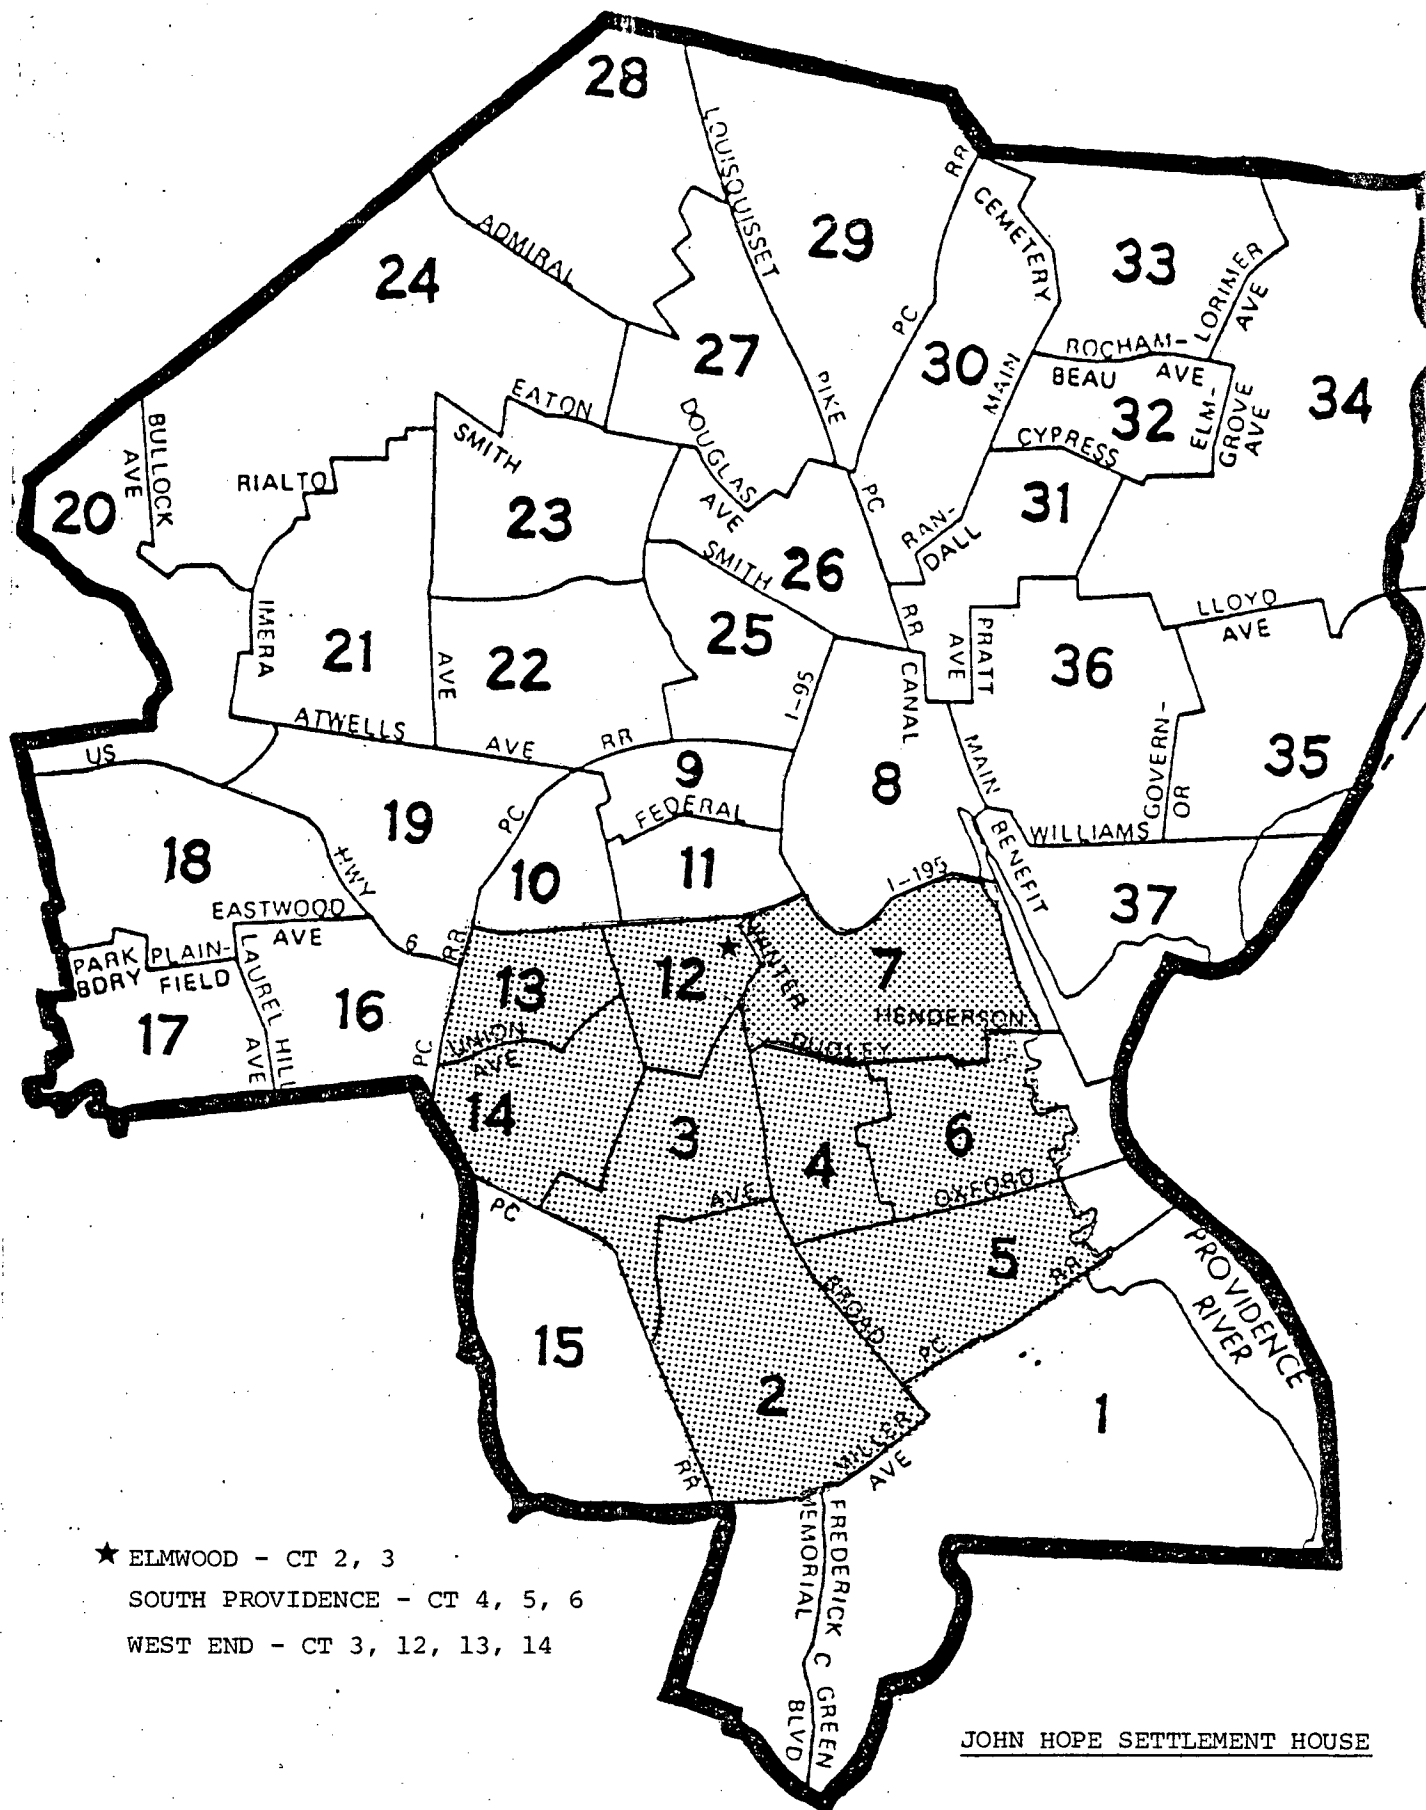 28
LOUISQUISSET
PIKE
29
RR
PC
CEMETERY
33
LORIMER
AVE
ADMIRAL
24
27
30
MAIN
ROCHAM-
BEAU
AVE
32
ELM-
GROVE
AVE
34
EATON
SMITH
DOUGLAS
AVE
CYPRESS
BULLOCK
AVE
RIALTO
20
23
PC
RAN-
DALL
31
SMITH
26
IMERA
21
AVE
22
25
I-95
RR
CANAL
PRATT
AVE
36
LLOYD
AVE
ATWELLS
AVE
RR
US
9
FEDERAL
8
MAIN
GOVERN-
OR
35
19
PC
18
HWY
6
10
11
I-195
BENEFIT
WILLIAMS
37
EASTWOOD
AVE
PARK
BDRY
PLAIN-
FIELD
LAUREL HILL
AVE
17
16
RR
PC
13
12
★
WINTER
7
HENDERSON
UNION
AVE
DUDLEY
14
3
4
6
AVE
OXFORD
PC
5
RR
BROAD
PC
PROVIDENCE
RIVER
15
2
1
RR
MILLER
AVE
FREDERICK C GREEN
MEMORIAL
BLVD
★ ELMWOOD - CT 2, 3
SOUTH PROVIDENCE - CT 4, 5, 6
WEST END - CT 3, 12, 13, 14
JOHN HOPE SETTLEMENT HOUSE